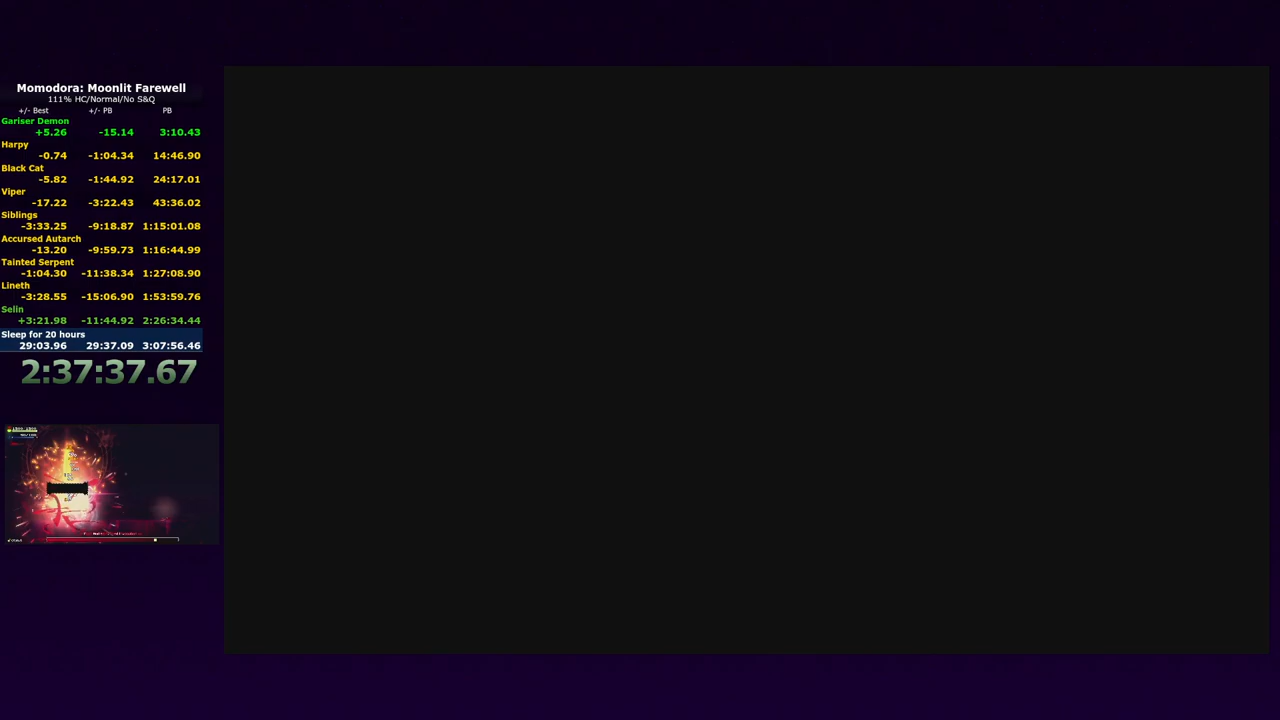 Momodora: Moonlit Farewell
111% HC/Normal/No S&Q
+/- Best +/- PB PB
Gariser Demon
+5.26 -15.14 3:10.43
Harpy
-0.74 -1:04.34 14:46.90
Black Cat
-5.82 -1:44.92 24:17.01
Viper
-17.22 -3:22.43 43:36.02
Siblings
-3:33.25 -9:18.87 1:15:01.08
Accursed Autarch
-13.20 -9:59.73 1:16:44.99
Tainted Serpent
-1:04.30 -11:38.34 1:27:08.90
Lineth
-3:28.55 -15:06.90 1:53:59.76
Selin
+3:21.98 -11:44.92 2:26:34.44
Sleep for 20 hours
29:03.96 29:37.09 3:07:56.46
2:37:37.67